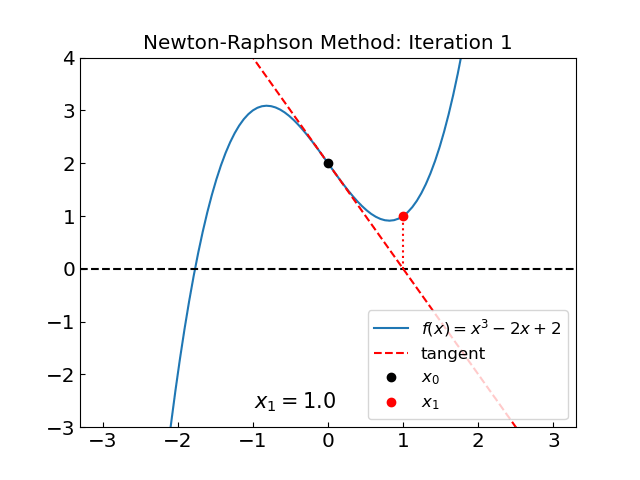 Newton-Raphson Method: Iteration 1
4
3
2
1
0
−1
−2
−3
f(x) = x³ − 2x + 2
tangent
x₀
x₁
x₁ = 1.0
−3 −2 −1 0 1 2 3